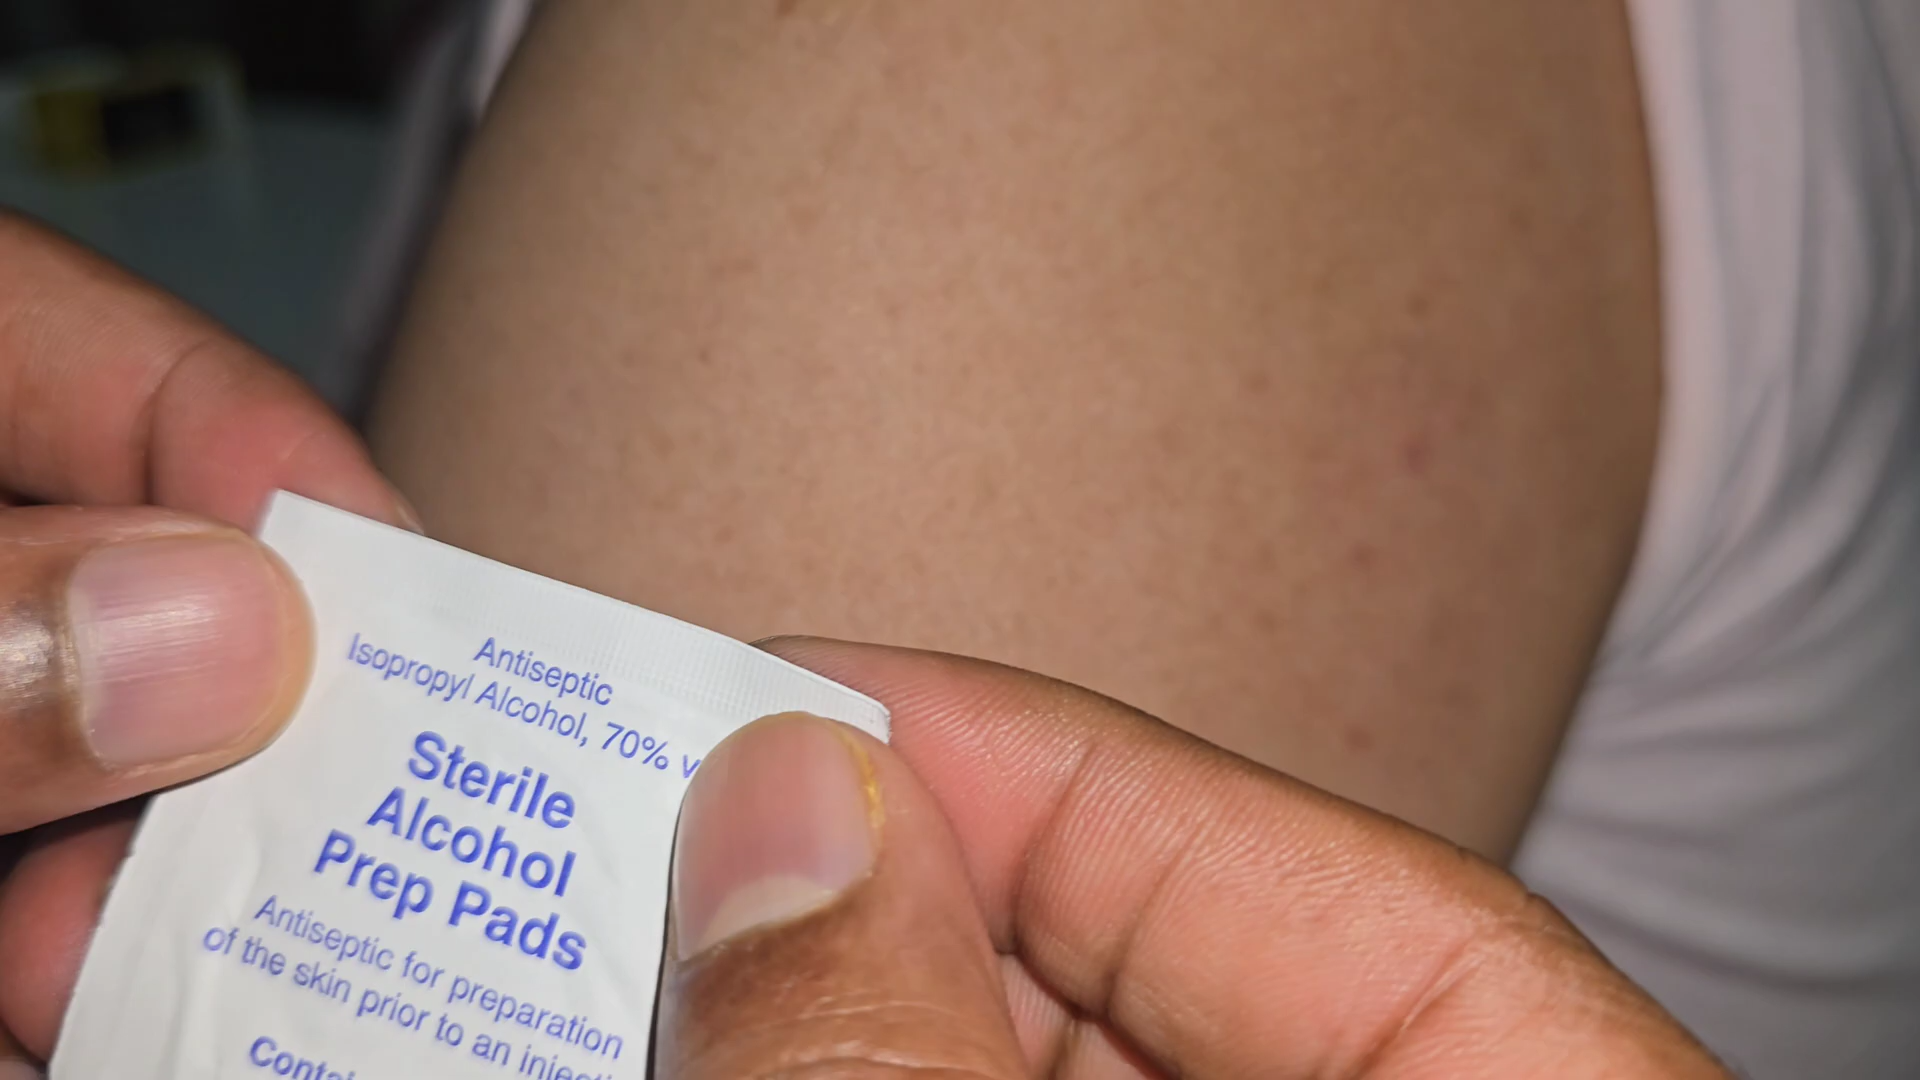 Antiseptic
Isopropyl Alcohol, 70%
Sterile
Alcohol
Prep Pads
Antiseptic for preparation
of the skin prior to an